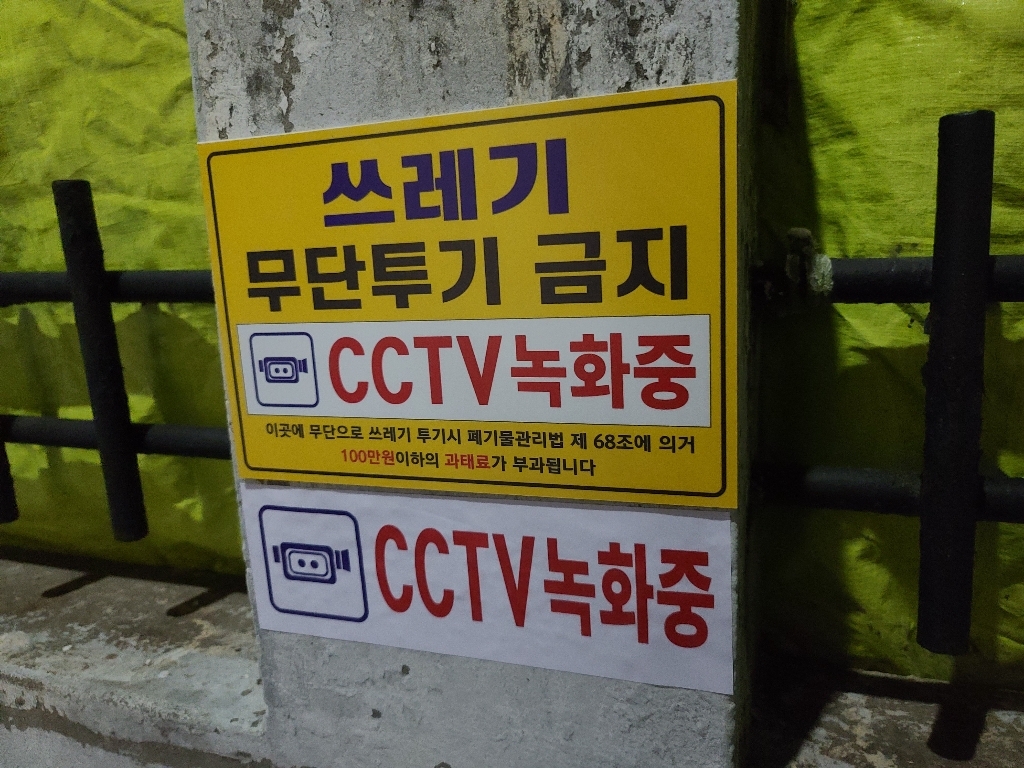 쓰레기
무단투기 금지
CCTV녹화중
이곳에 무단으로 쓰레기 투기시 폐기물관리법 제 68조에 의거
100만원이하의 과태료가 부과됩니다
CCTV녹화중